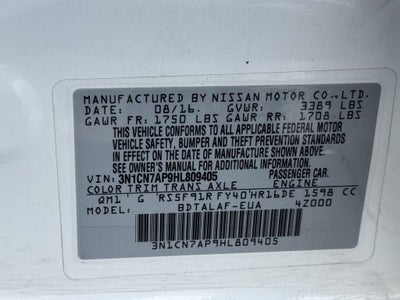 MANUFACTURED BY NISSAN MOTOR CO.,LTD.
DATE: 08/16. GVWR: 3389 LBS
GAWR FR: 1750 LBS GAWR RR: 1708 LBS
THIS VEHICLE CONFORMS TO ALL APPLICABLE FEDERAL MOTOR
VEHICLE SAFETY, BUMPER AND THEFT PREVENTION STANDARDS
IN EFFECT ON THE DATE OF MANUFACTURE SHOWN ABOVE.
SEE OWNER'S MANUAL FOR ADDITIONAL INFORMATION.
VIN: 3N1CN7AP9HL809405 PASSENGER CAR.
COLOR TRIM TRANS. AXLE ENGINE
QM1 G RS5F91R FY40 HR16DE 1598 CC
MODEL: BDTALAF-EUA 4Z000
3N1CN7AP9HL809405